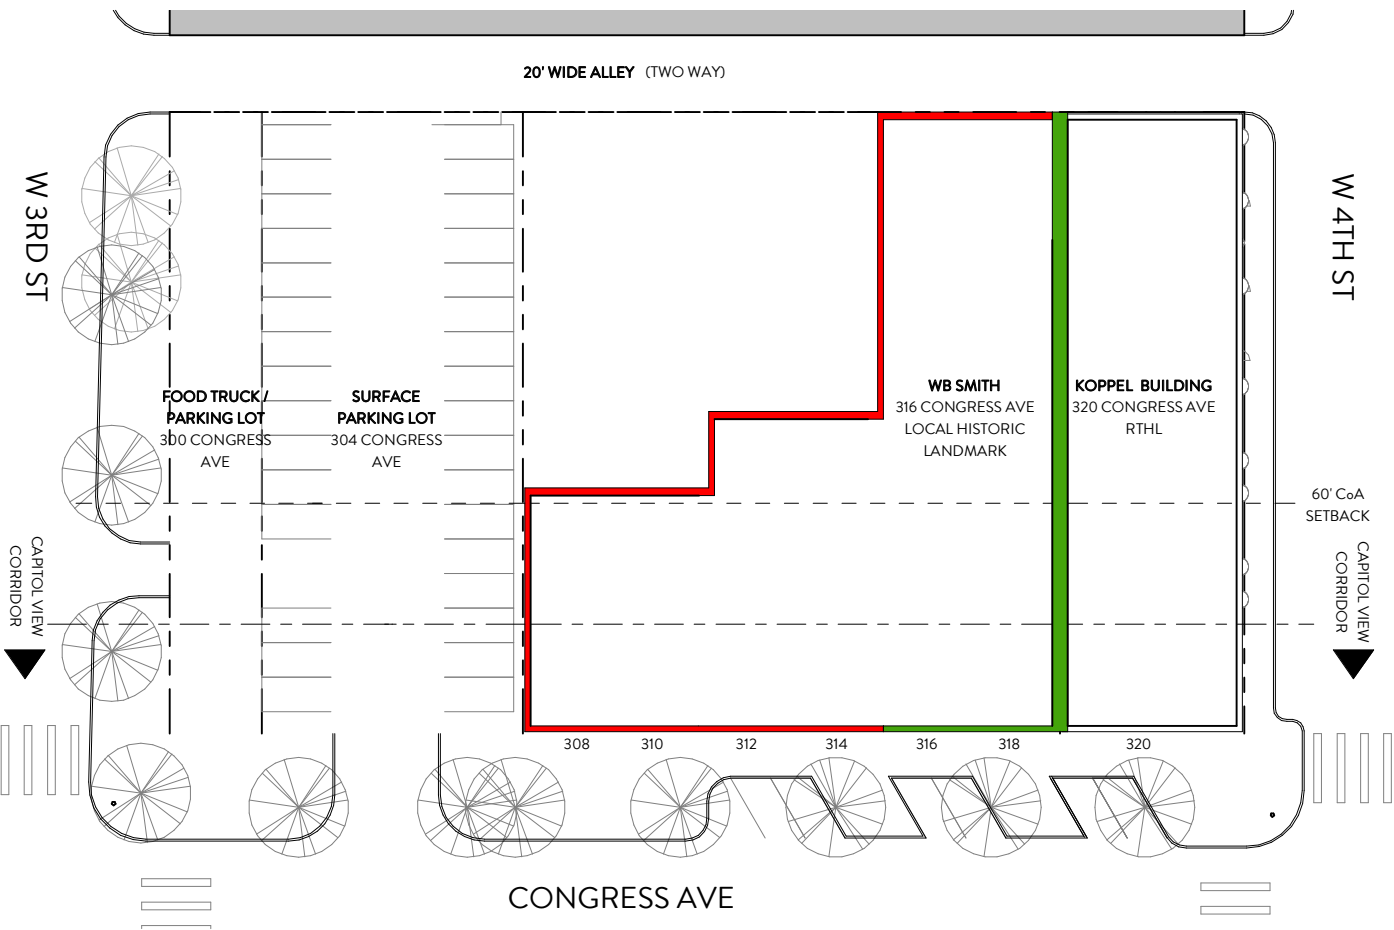 20' WIDE ALLEY (TWO WAY)
W 3RD ST
W 4TH ST
FOOD TRUCK /
PARKING LOT
300 CONGRESS
AVE
SURFACE
PARKING LOT
304 CONGRESS
AVE
WB SMITH
316 CONGRESS AVE
LOCAL HISTORIC
LANDMARK
KOPPEL BUILDING
320 CONGRESS AVE
RTHL
60' CoA
SETBACK
CAPITOL VIEW
CORRIDOR
CAPITOL VIEW
CORRIDOR
308 310 312 314 316 318 320
CONGRESS AVE